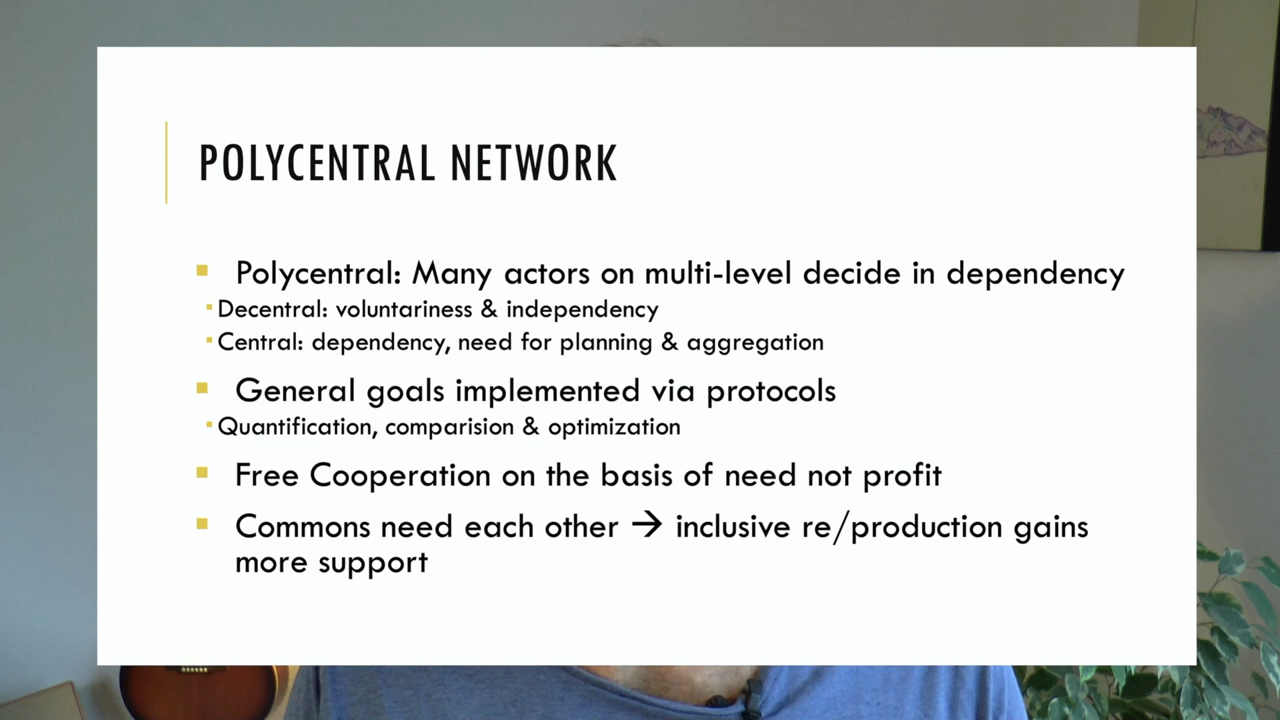 POLYCENTRAL NETWORK
Polycentral: Many actors on multi-level decide in dependency
Decentral: voluntariness & independency
Central: dependency, need for planning & aggregation
General goals implemented via protocols
Quantification, comparision & optimization
Free Cooperation on the basis of need not profit
Commons need each other → inclusive re/production gains
more support